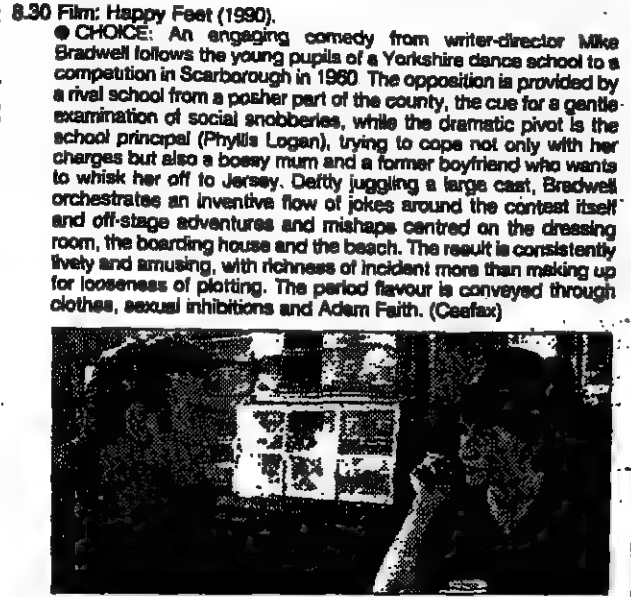 8.30 Film: Happy Feet (1990).
● CHOICE: An engaging comedy from writer-director Mike
Bradwell follows the young pupils of a Yorkshire dance school to a
competition in Scarborough in 1960. The opposition is provided by
a rival school from a posher part of the county, the cue for a gentle
examination of social snobberies, while the dramatic pivot is the
school principal (Phyllis Logan), trying to cope not only with her
charges but also a bossy mum and a former boyfriend who wants
to whisk her off to Jersey. Deftly juggling a large cast, Bradwell
orchestrates an inventive flow of jokes around the contest itself
and off-stage adventures and mishaps centred on the dressing
room, the boarding house and the beach. The result is consistently
lively and amusing, with richness of incident more than making up
for looseness of plotting. The period flavour is conveyed through
clothes, sexual inhibitions and Adam Faith. (Ceefax)